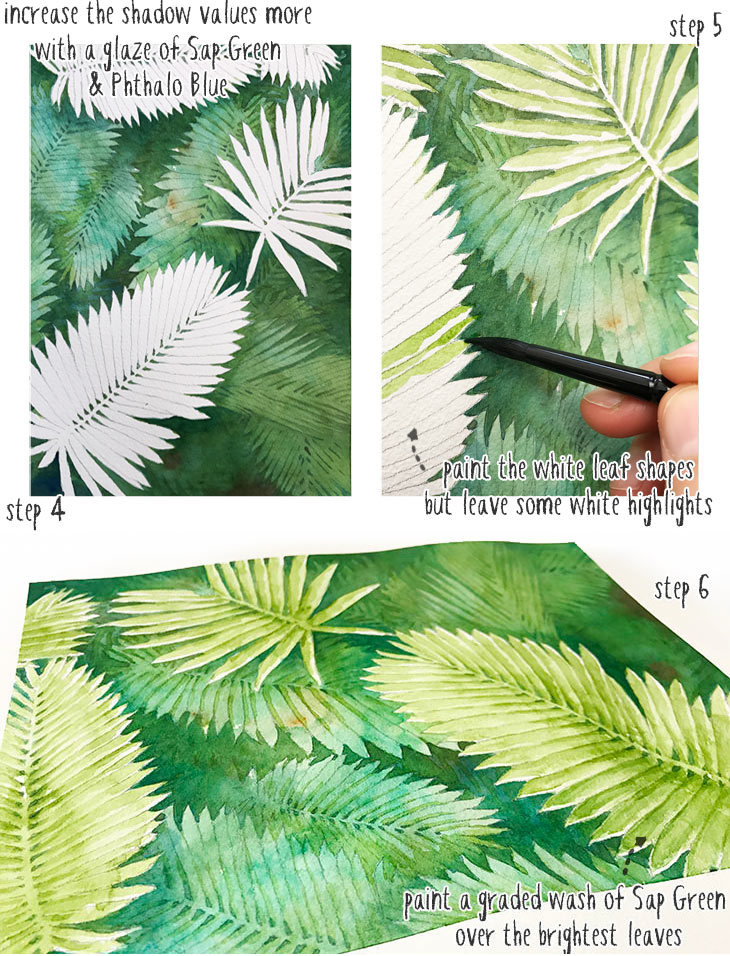 increase the shadow values more
with a glaze of Sap Green
& Phthalo Blue
step 4
step 5
paint the white leaf shapes
but leave some white highlights
step 6
paint a graded wash of Sap Green
over the brightest leaves